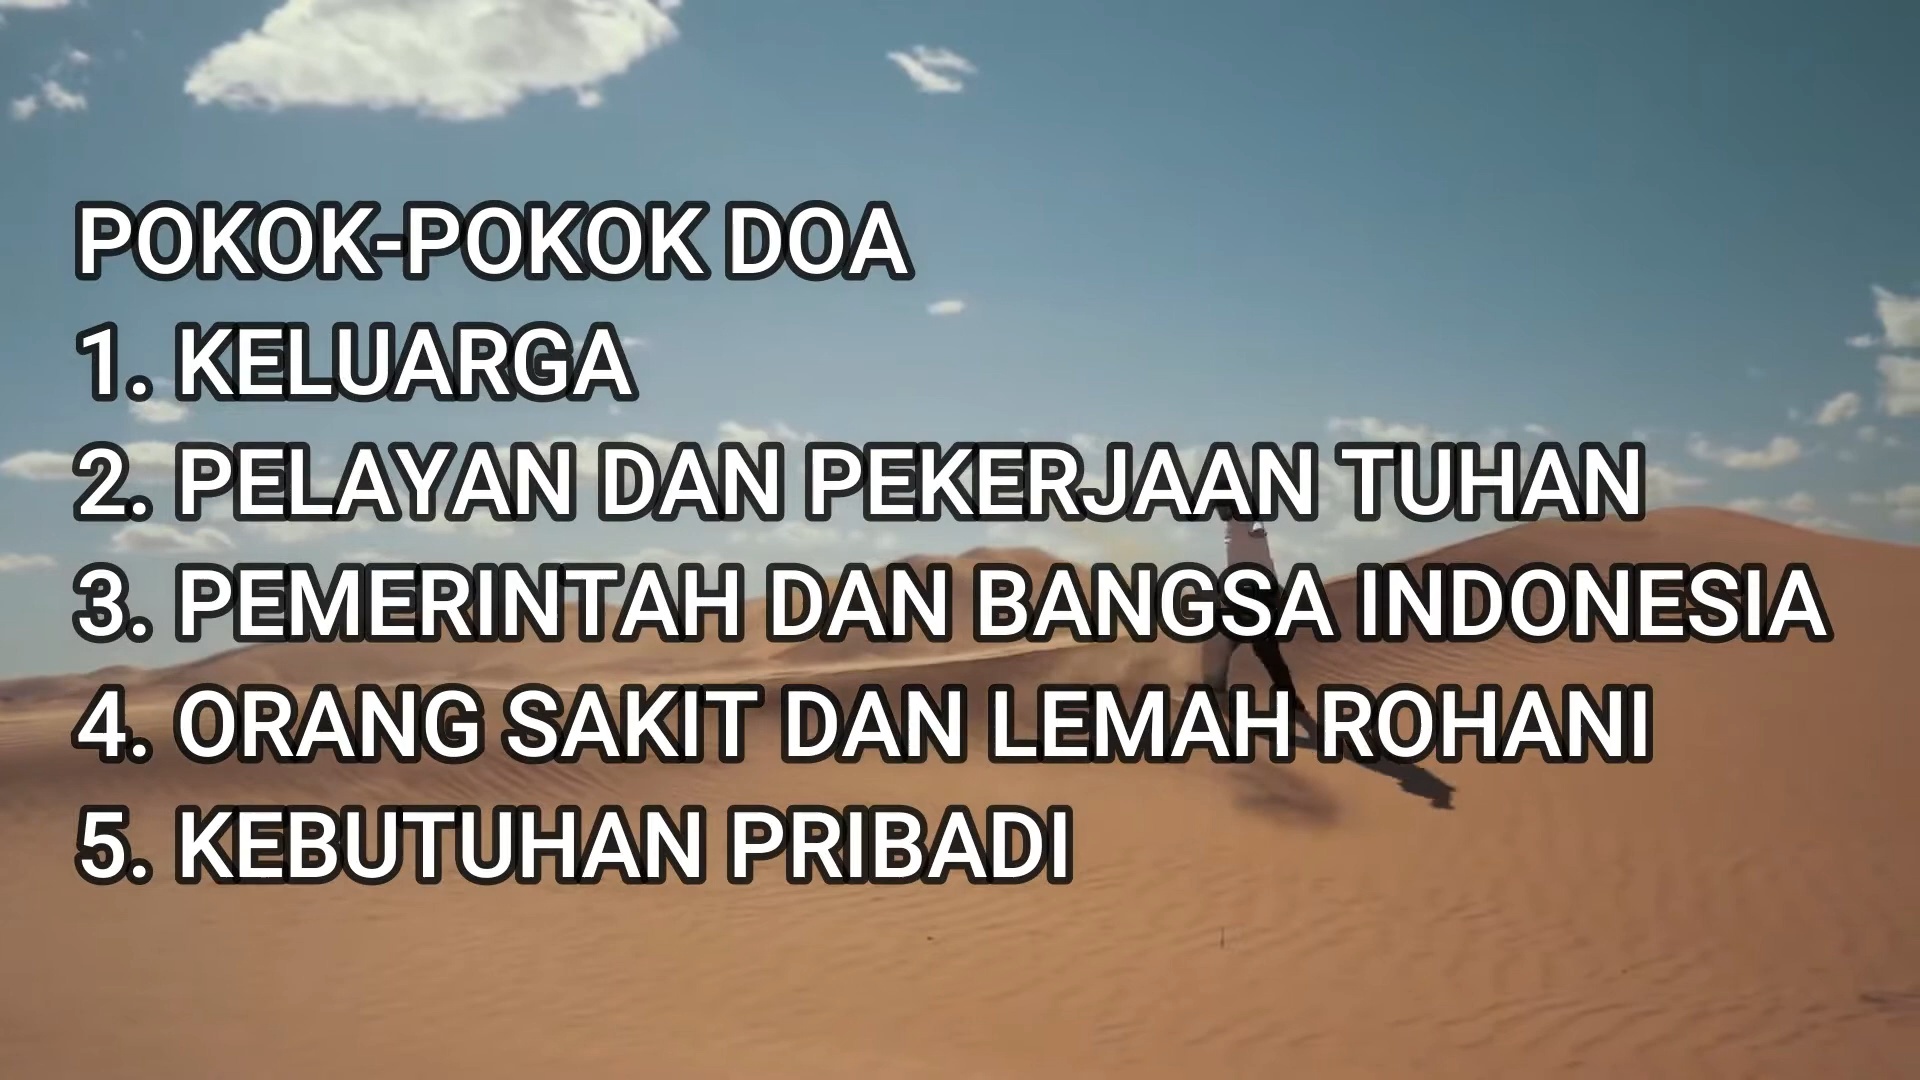 POKOK-POKOK DOA
1. KELUARGA
2. PELAYAN DAN PEKERJAAN TUHAN
3. PEMERINTAH DAN BANGSA INDONESIA
4. ORANG SAKIT DAN LEMAH ROHANI
5. KEBUTUHAN PRIBADI